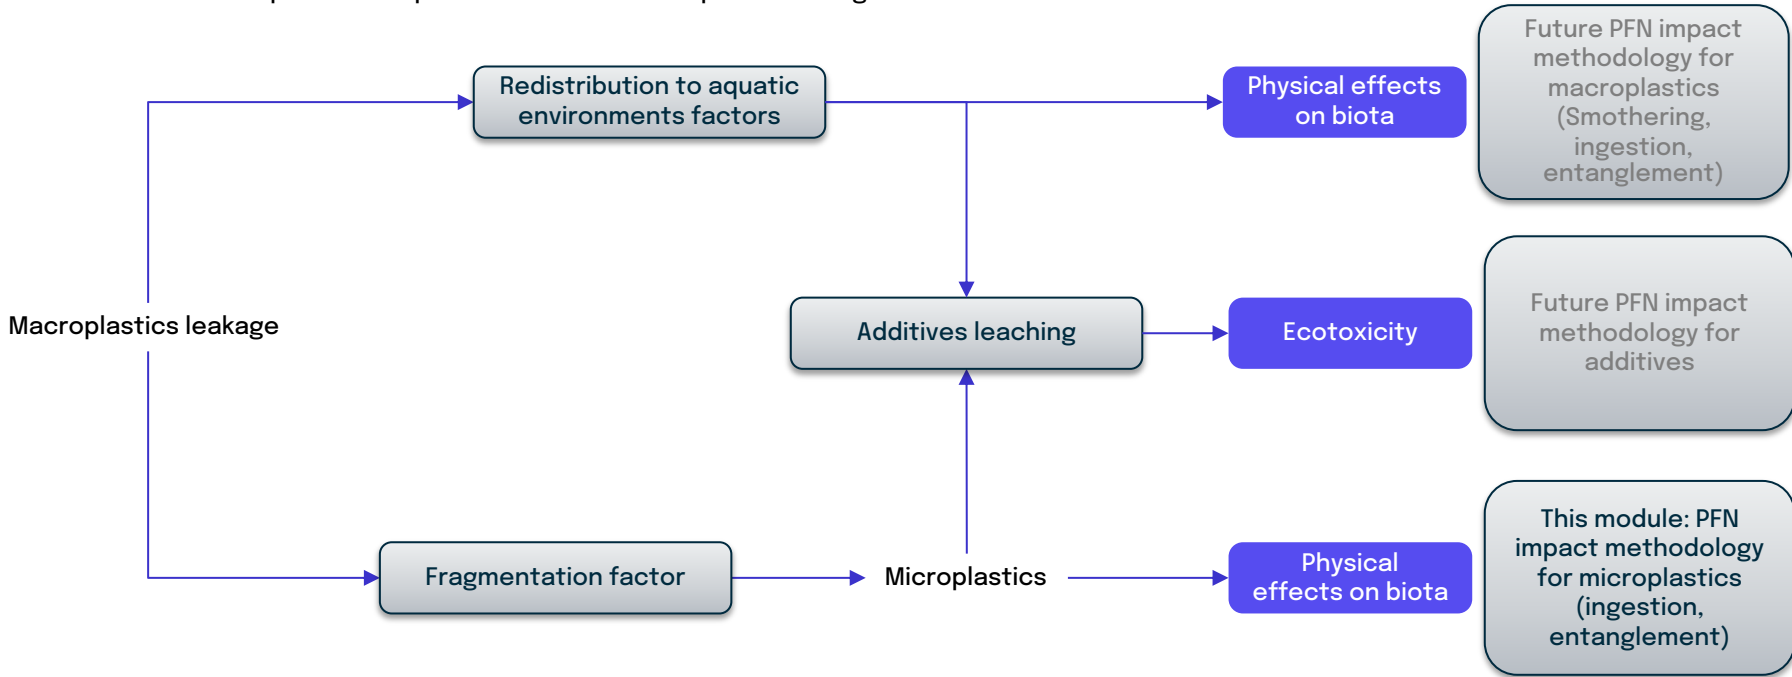 Redistribution to aquatic
environments factors
Physical effects
on biota
Future PFN impact
methodology for
macroplastics
(Smothering,
ingestion,
entanglement)
Macroplastics leakage
Additives leaching
Ecotoxicity
Future PFN impact
methodology for
additives
Fragmentation factor
Microplastics
Physical
effects on biota
This module: PFN
impact methodology
for microplastics
(ingestion,
entanglement)